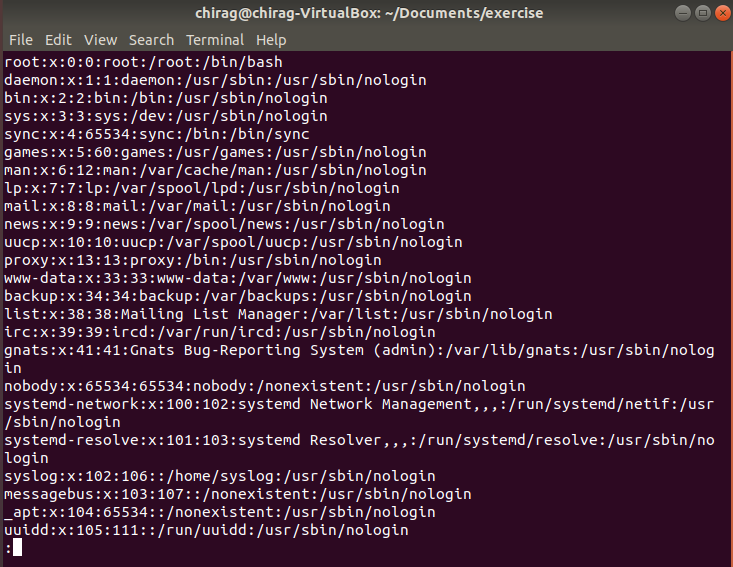 chirag@chirag-VirtualBox: ~/Documents/exercise
File Edit View Search Terminal Help
root:x:0:0:root:/root:/bin/bash
daemon:x:1:1:daemon:/usr/sbin:/usr/sbin/nologin
bin:x:2:2:bin:/bin:/usr/sbin/nologin
sys:x:3:3:sys:/dev:/usr/sbin/nologin
sync:x:4:65534:sync:/bin:/bin/sync
games:x:5:60:games:/usr/games:/usr/sbin/nologin
man:x:6:12:man:/var/cache/man:/usr/sbin/nologin
lp:x:7:7:lp:/var/spool/lpd:/usr/sbin/nologin
mail:x:8:8:mail:/var/mail:/usr/sbin/nologin
news:x:9:9:news:/var/spool/news:/usr/sbin/nologin
uucp:x:10:10:uucp:/var/spool/uucp:/usr/sbin/nologin
proxy:x:13:13:proxy:/bin:/usr/sbin/nologin
www-data:x:33:33:www-data:/var/www:/usr/sbin/nologin
backup:x:34:34:backup:/var/backups:/usr/sbin/nologin
list:x:38:38:Mailing List Manager:/var/list:/usr/sbin/nologin
irc:x:39:39:ircd:/var/run/ircd:/usr/sbin/nologin
gnats:x:41:41:Gnats Bug-Reporting System (admin):/var/lib/gnats:/usr/sbin/nolog
in
nobody:x:65534:65534:nobody:/nonexistent:/usr/sbin/nologin
systemd-network:x:100:102:systemd Network Management,,,:/run/systemd/netif:/usr
/sbin/nologin
systemd-resolve:x:101:103:systemd Resolver,,,:/run/systemd/resolve:/usr/sbin/no
login
syslog:x:102:106::/home/syslog:/usr/sbin/nologin
messagebus:x:103:107::/nonexistent:/usr/sbin/nologin
_apt:x:104:65534::/nonexistent:/usr/sbin/nologin
uuidd:x:105:111::/run/uuidd:/usr/sbin/nologin
: